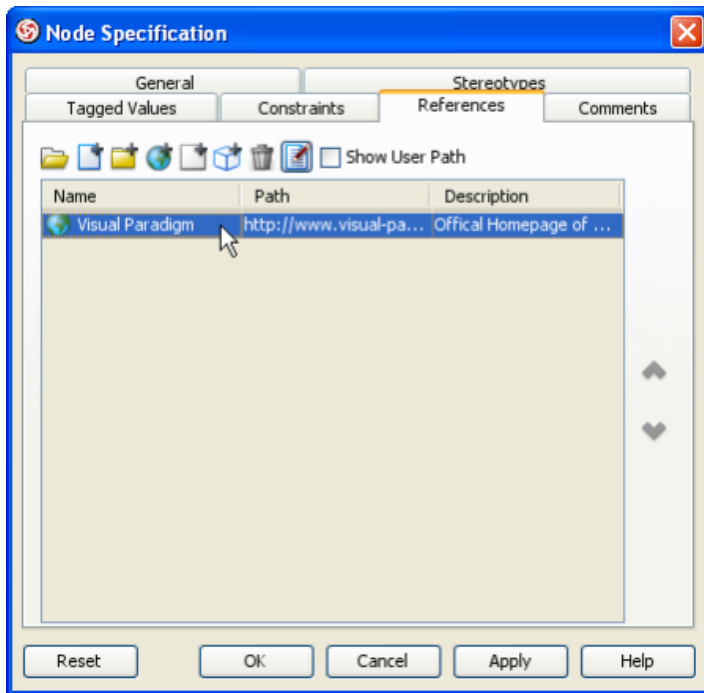 Node Specification
General Stereotypes
Tagged Values Constraints References Comments
Show User Path
Name Path Description
Visual Paradigm http://www.visual-pa... Offical Homepage of ...
Reset OK Cancel Apply Help